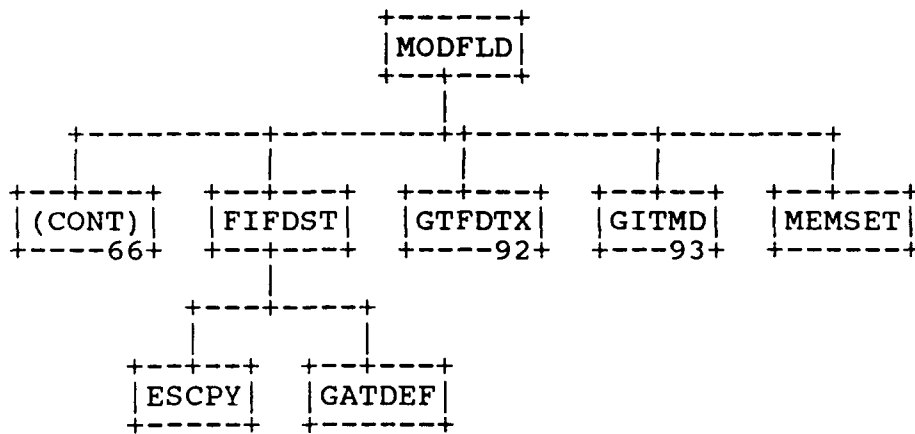 MODFLD
(CONT) FIFDST GTFDTX GITMD MEMSET
66 92 93
ESCPY GATDEF